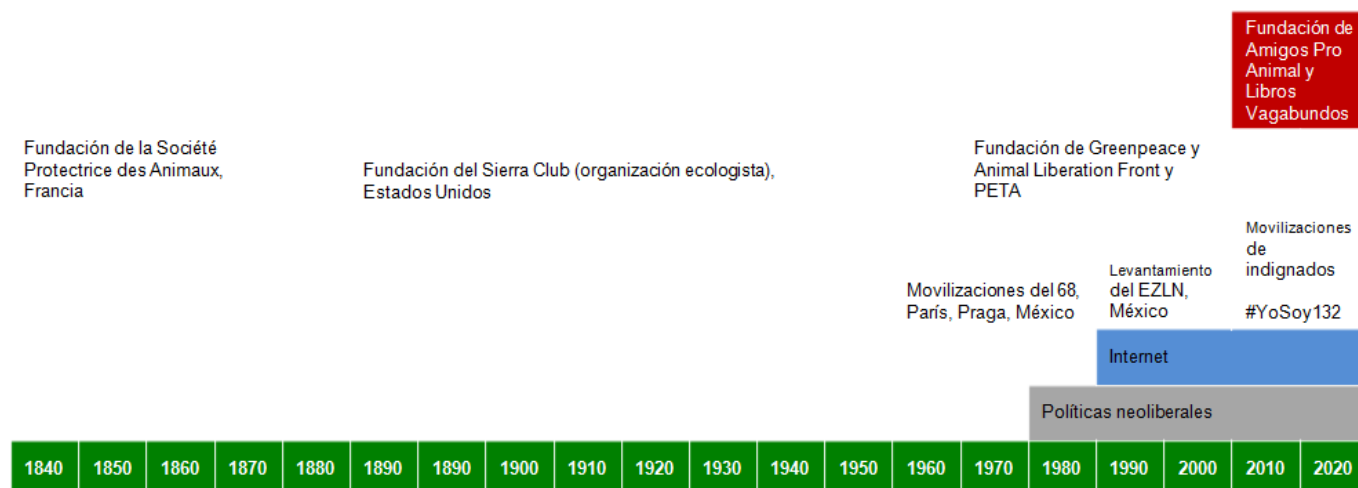 Fundación de
Amigos Pro
Animal y
Libros
Vagabundos
Fundación de la Société
Protectrice des Animaux,
Francia
Fundación del Sierra Club (organización ecologista),
Estados Unidos
Fundación de Greenpeace y
Animal Liberation Front y
PETA
Movilizaciones del 68,
París, Praga, México
Levantamiento
del EZLN,
México
Movilizaciones
de
indignados
#YoSoy132
Internet
Políticas neoliberales
1840 1850 1860 1870 1880 1890 1890 1900 1910 1920 1930 1940 1950 1960 1970 1980 1990 2000 2010 2020